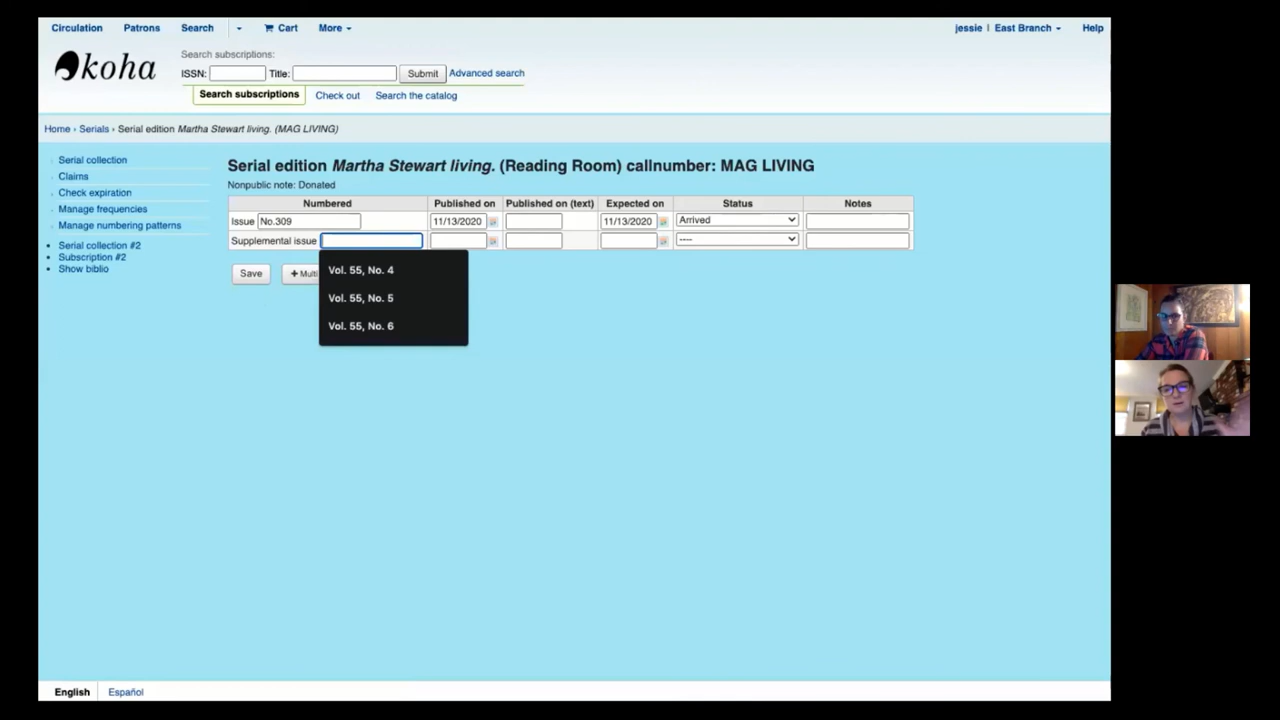 Circulation Patrons Search Cart More jessie | East Branch Help
koha
Search subscriptions:
ISSN: Title: Submit Advanced search
Search subscriptions Check out Search the catalog
Home › Serials › Serial edition Martha Stewart living. (MAG LIVING)
Serial collection
Claims
Check expiration
Manage frequencies
Manage numbering patterns
Serial collection #2
Subscription #2
Show biblio
Serial edition Martha Stewart living. (Reading Room) callnumber: MAG LIVING
Nonpublic note: Donated
Numbered Published on Published on (text) Expected on Status Notes
Issue No.309 11/13/2020 11/13/2020 Arrived
Supplemental issue ----
Save + Multi
Vol. 55, No. 4
Vol. 55, No. 5
Vol. 55, No. 6
English Español